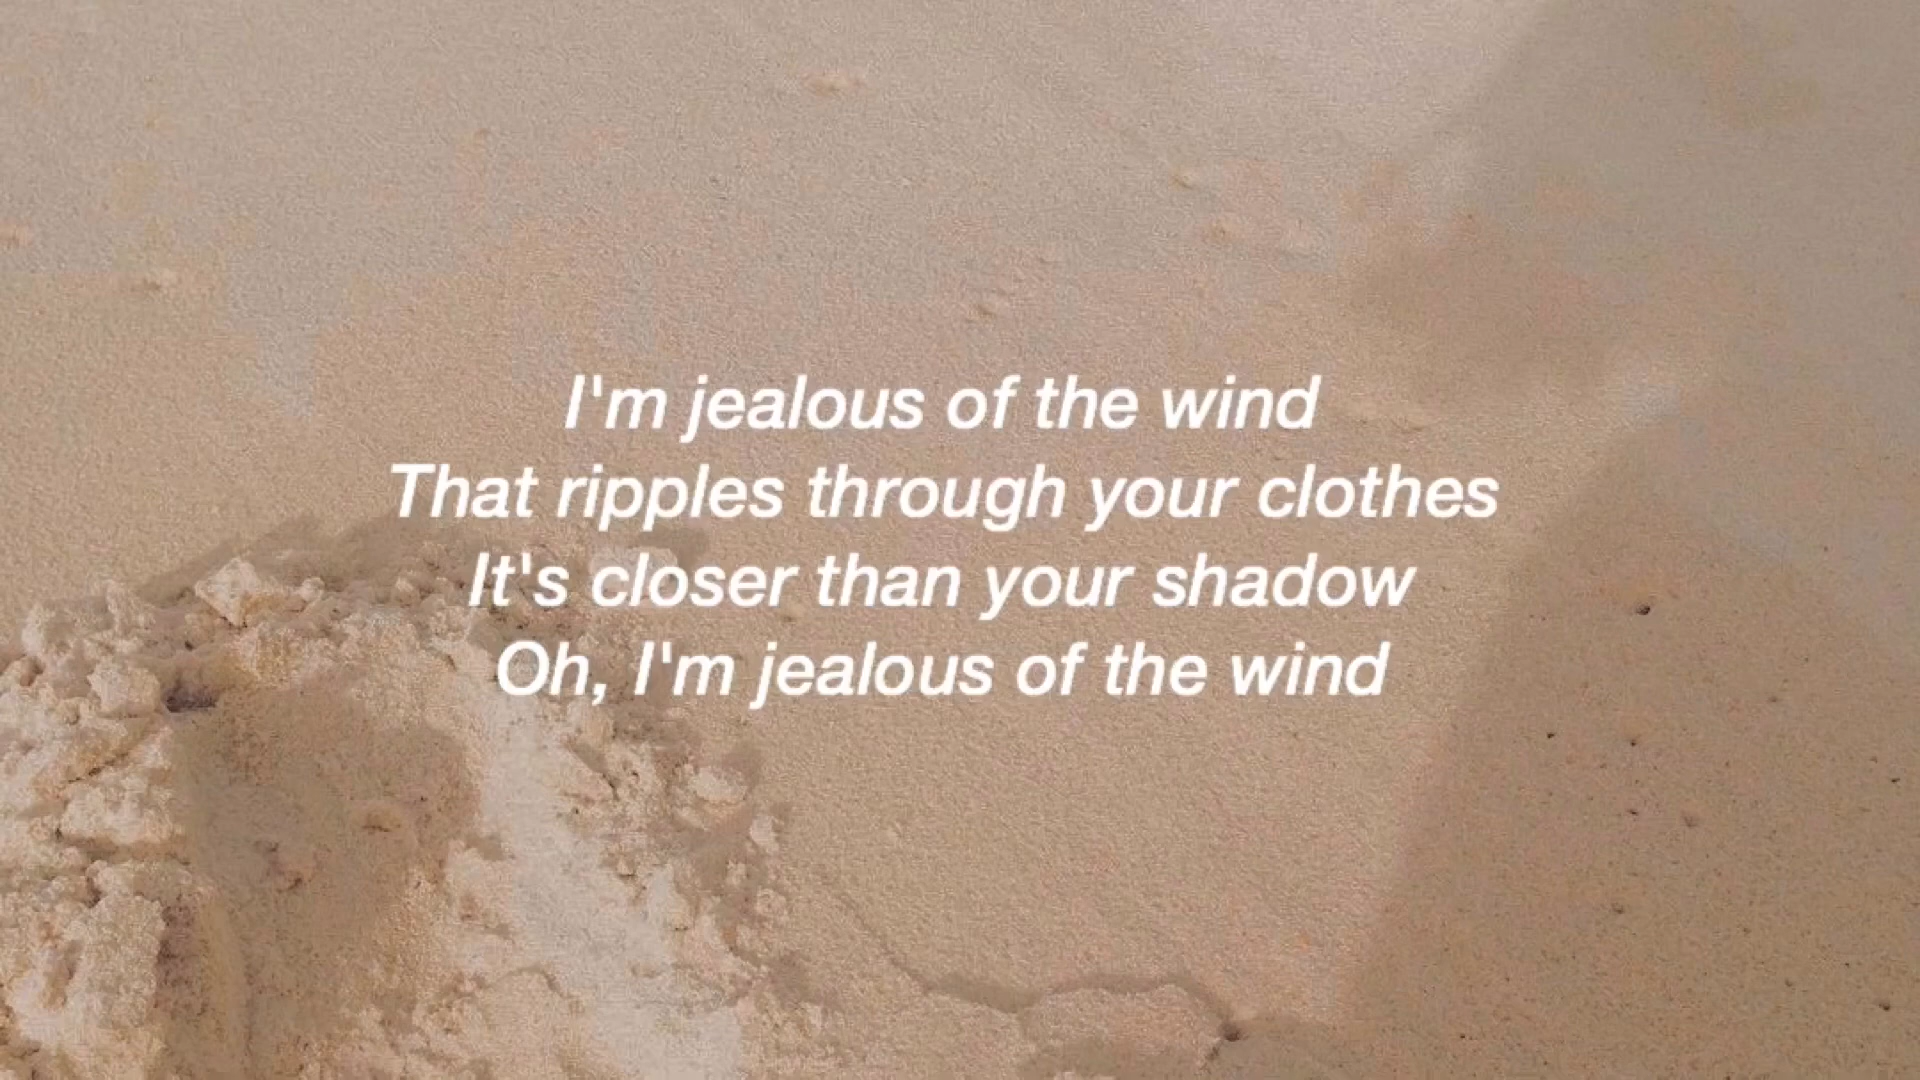 I'm jealous of the wind
That ripples through your clothes
It's closer than your shadow
Oh, I'm jealous of the wind